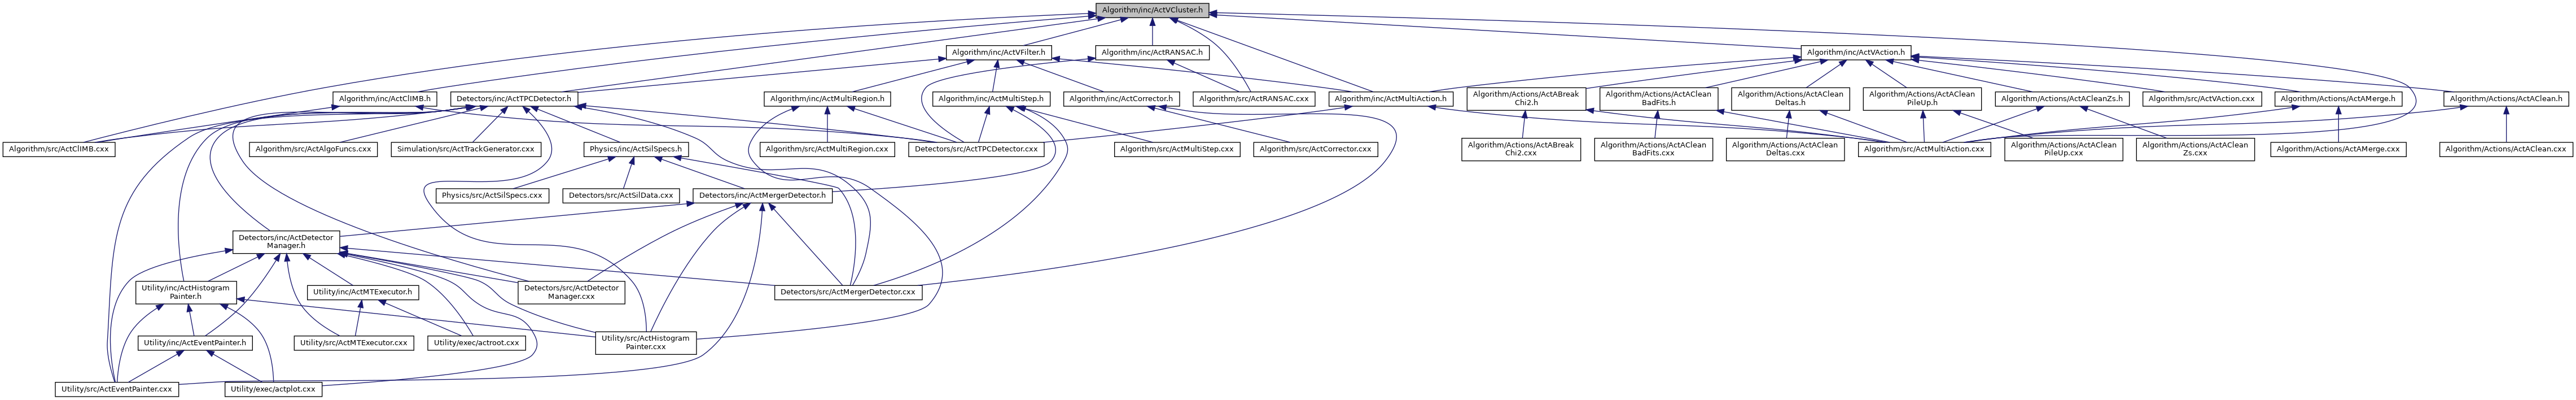 Algorithm/inc/ActVCluster.h
Algorithm/inc/ActVFilter.h
Algorithm/inc/ActRANSAC.h
Algorithm/inc/ActVAction.h
Algorithm/inc/ActClIMB.h
Detectors/inc/ActTPCDetector.h
Algorithm/inc/ActMultiRegion.h
Algorithm/inc/ActMultiStep.h
Algorithm/inc/ActCorrector.h
Algorithm/src/ActRANSAC.cxx
Algorithm/inc/ActMultiAction.h
Algorithm/Actions/ActABreak
Chi2.h
Algorithm/Actions/ActAClean
BadFits.h
Algorithm/Actions/ActAClean
Deltas.h
Algorithm/Actions/ActAClean
PileUp.h
Algorithm/Actions/ActACleanZs.h
Algorithm/src/ActVAction.cxx
Algorithm/Actions/ActAMerge.h
Algorithm/Actions/ActAClean.h
Algorithm/src/ActClIMB.cxx
Algorithm/src/ActAlgoFuncs.cxx
Simulation/src/ActTrackGenerator.cxx
Physics/inc/ActSilSpecs.h
Algorithm/src/ActMultiRegion.cxx
Detectors/src/ActTPCDetector.cxx
Algorithm/src/ActMultiStep.cxx
Algorithm/src/ActCorrector.cxx
Algorithm/Actions/ActABreak
Chi2.cxx
Algorithm/Actions/ActAClean
BadFits.cxx
Algorithm/Actions/ActAClean
Deltas.cxx
Algorithm/src/ActMultiAction.cxx
Algorithm/Actions/ActAClean
PileUp.cxx
Algorithm/Actions/ActAClean
Zs.cxx
Algorithm/Actions/ActAMerge.cxx
Algorithm/Actions/ActAClean.cxx
Physics/src/ActSilSpecs.cxx
Detectors/src/ActSilData.cxx
Detectors/inc/ActMergerDetector.h
Detectors/inc/ActDetector
Manager.h
Utility/inc/ActHistogram
Painter.h
Utility/inc/ActMTExecutor.h
Detectors/src/ActDetector
Manager.cxx
Detectors/src/ActMergerDetector.cxx
Utility/inc/ActEventPainter.h
Utility/src/ActMTExecutor.cxx
Utility/exec/actroot.cxx
Utility/src/ActHistogram
Painter.cxx
Utility/src/ActEventPainter.cxx
Utility/exec/actplot.cxx